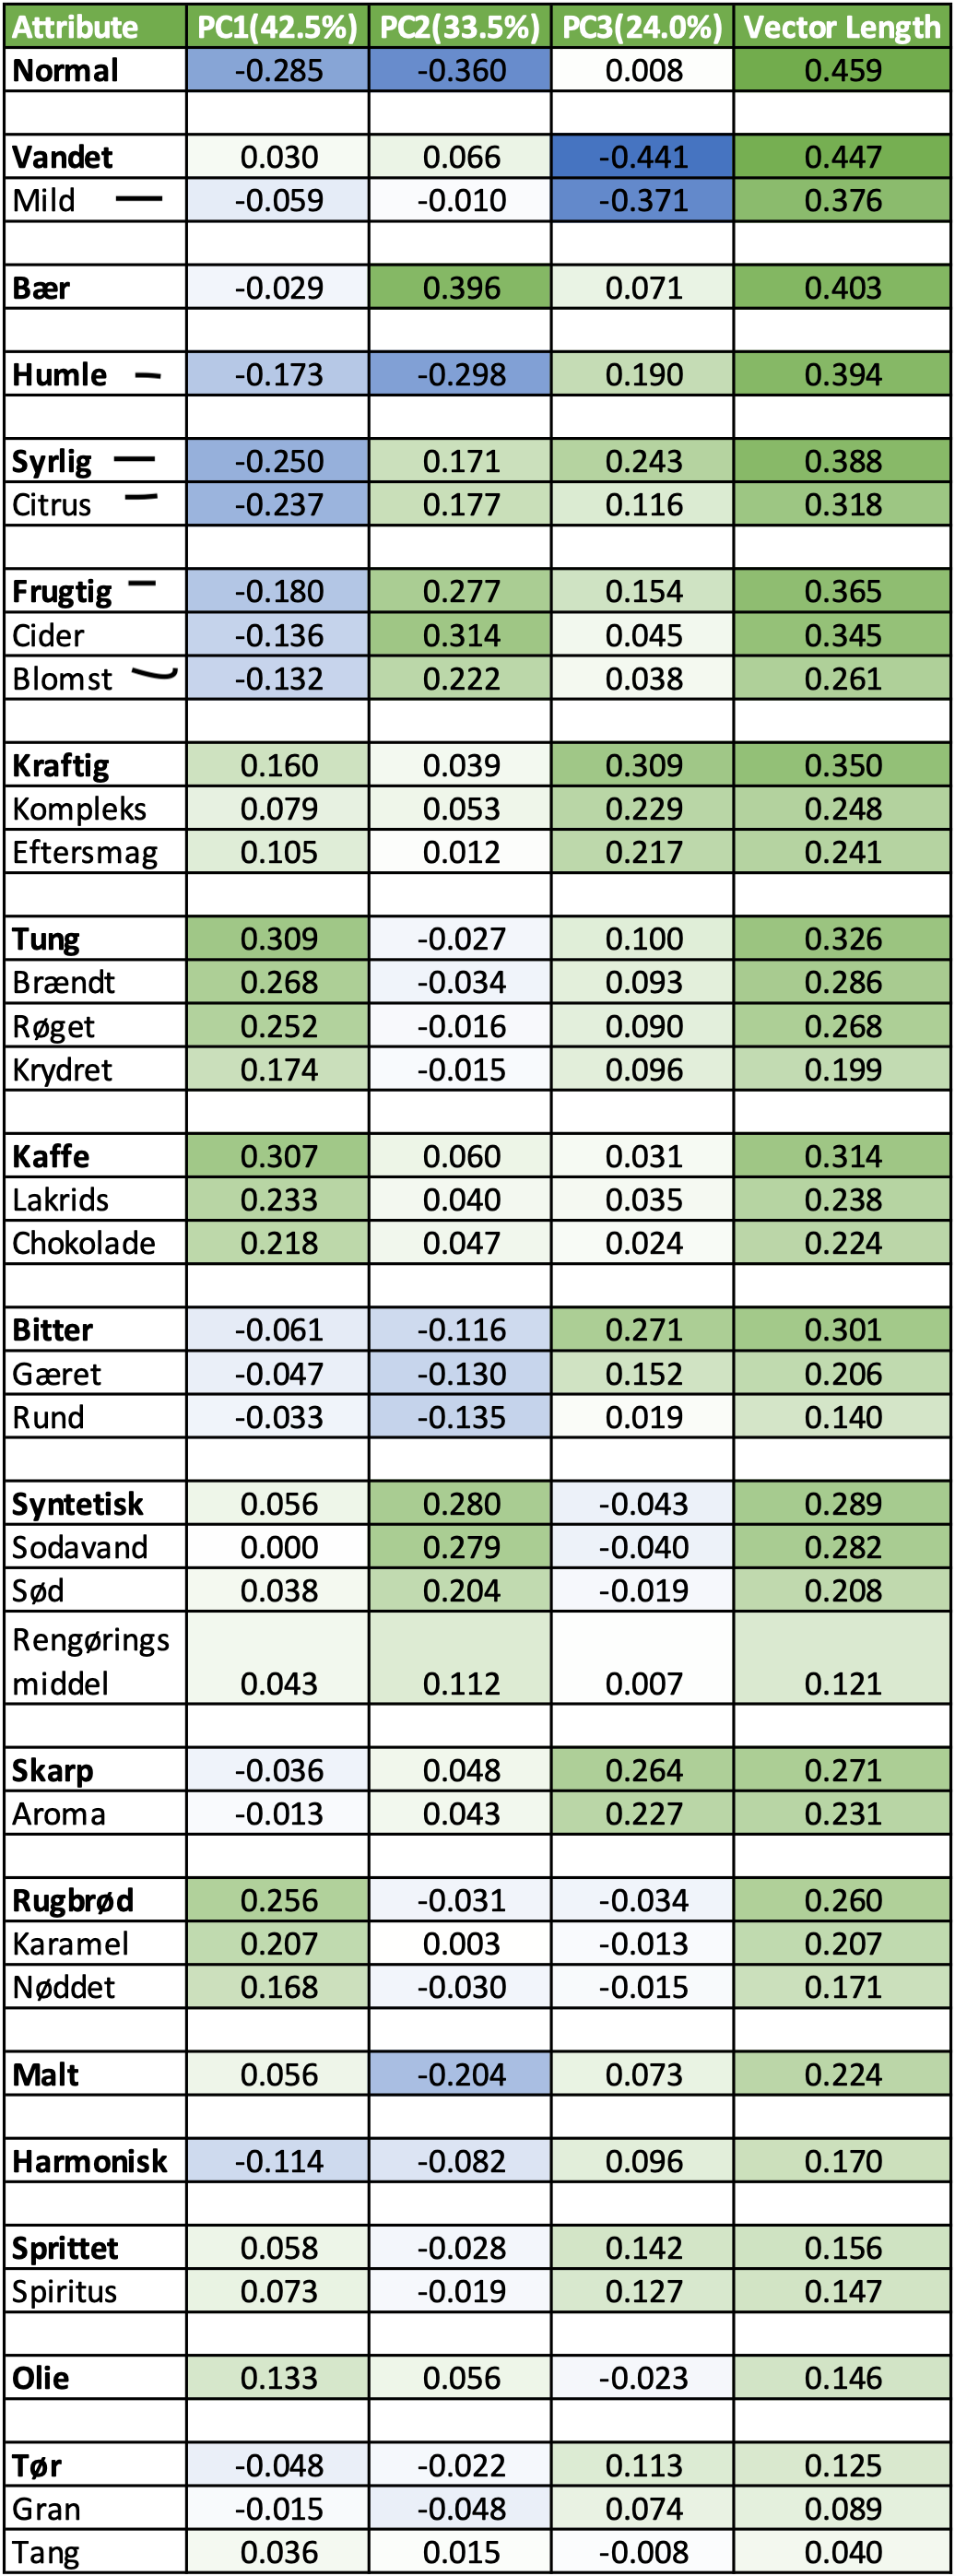 Attribute PC1(42.5%) PC2(33.5%) PC3(24.0%) Vector Length
Normal -0.285 -0.360 0.008 0.459
Vandet 0.030 0.066 -0.441 0.447
Mild -0.059 -0.010 -0.371 0.376
Bær -0.029 0.396 0.071 0.403
Humle -0.173 -0.298 0.190 0.394
Syrlig -0.250 0.171 0.243 0.388
Citrus -0.237 0.177 0.116 0.318
Frugtig -0.180 0.277 0.154 0.365
Cider -0.136 0.314 0.045 0.345
Blomst -0.132 0.222 0.038 0.261
Kraftig 0.160 0.039 0.309 0.350
Kompleks 0.079 0.053 0.229 0.248
Eftersmag 0.105 0.012 0.217 0.241
Tung 0.309 -0.027 0.100 0.326
Brændt 0.268 -0.034 0.093 0.286
Røget 0.252 -0.016 0.090 0.268
Krydret 0.174 -0.015 0.096 0.199
Kaffe 0.307 0.060 0.031 0.314
Lakrids 0.233 0.040 0.035 0.238
Chokolade 0.218 0.047 0.024 0.224
Bitter -0.061 -0.116 0.271 0.301
Gæret -0.047 -0.130 0.152 0.206
Rund -0.033 -0.135 0.019 0.140
Syntetisk 0.056 0.280 -0.043 0.289
Sodavand 0.000 0.279 -0.040 0.282
Sød 0.038 0.204 -0.019 0.208
Rengørings
middel 0.043 0.112 0.007 0.121
Skarp -0.036 0.048 0.264 0.271
Aroma -0.013 0.043 0.227 0.231
Rugbrød 0.256 -0.031 -0.034 0.260
Karamel 0.207 0.003 -0.013 0.207
Nøddet 0.168 -0.030 -0.015 0.171
Malt 0.056 -0.204 0.073 0.224
Harmonisk -0.114 -0.082 0.096 0.170
Sprittet 0.058 -0.028 0.142 0.156
Spiritus 0.073 -0.019 0.127 0.147
Olie 0.133 0.056 -0.023 0.146
Tør -0.048 -0.022 0.113 0.125
Gran -0.015 -0.048 0.074 0.089
Tang 0.036 0.015 -0.008 0.040